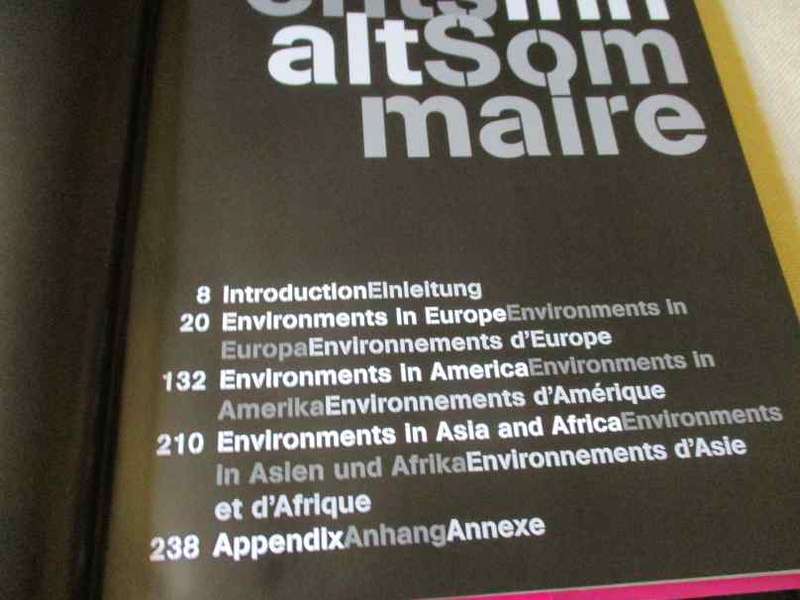 entsInh
altSom
maire
8 IntroductionEinleitung
20 Environments in EuropeEnvironments in
EuropaEnvironnements d'Europe
132 Environments in AmericaEnvironments in
AmerikaEnvironnements d'Amérique
210 Environments in Asia and AfricaEnvironments
in Asien und AfrikaEnvironnements d'Asie
et d'Afrique
238 AppendixAnhangAnnexe